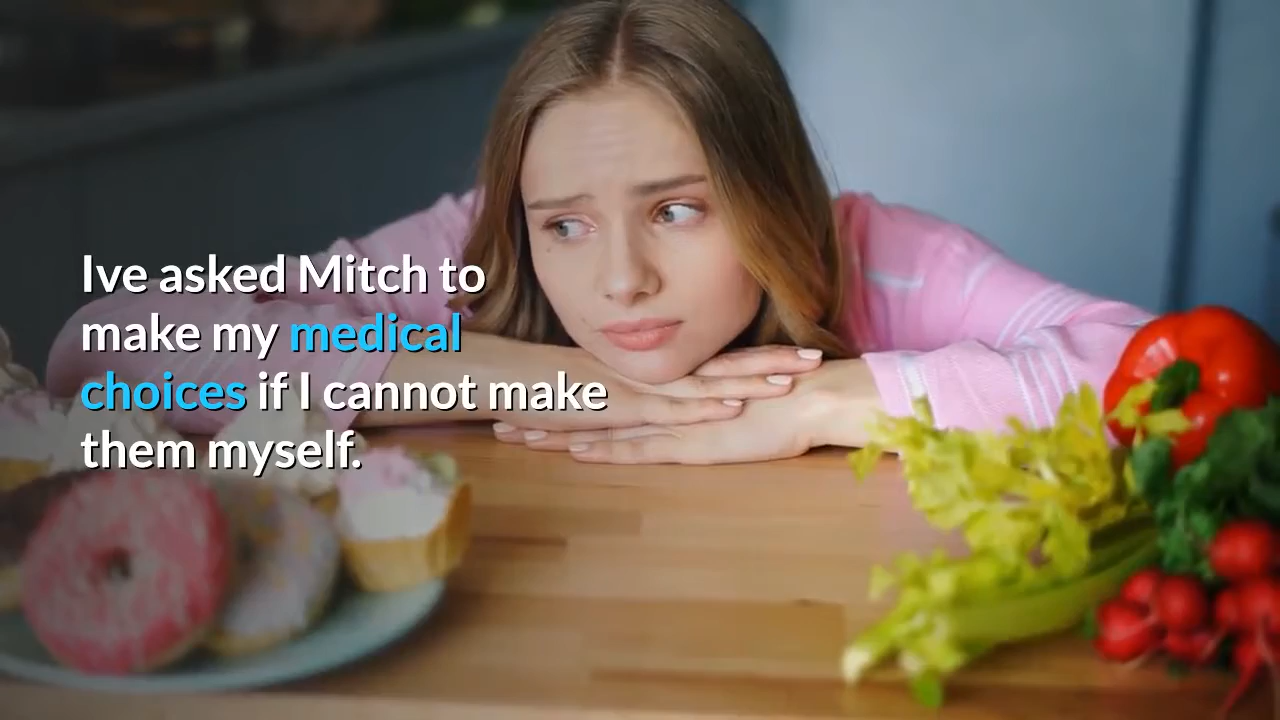 Ive asked Mitch to
make my medical
choices if I cannot make
them myself.